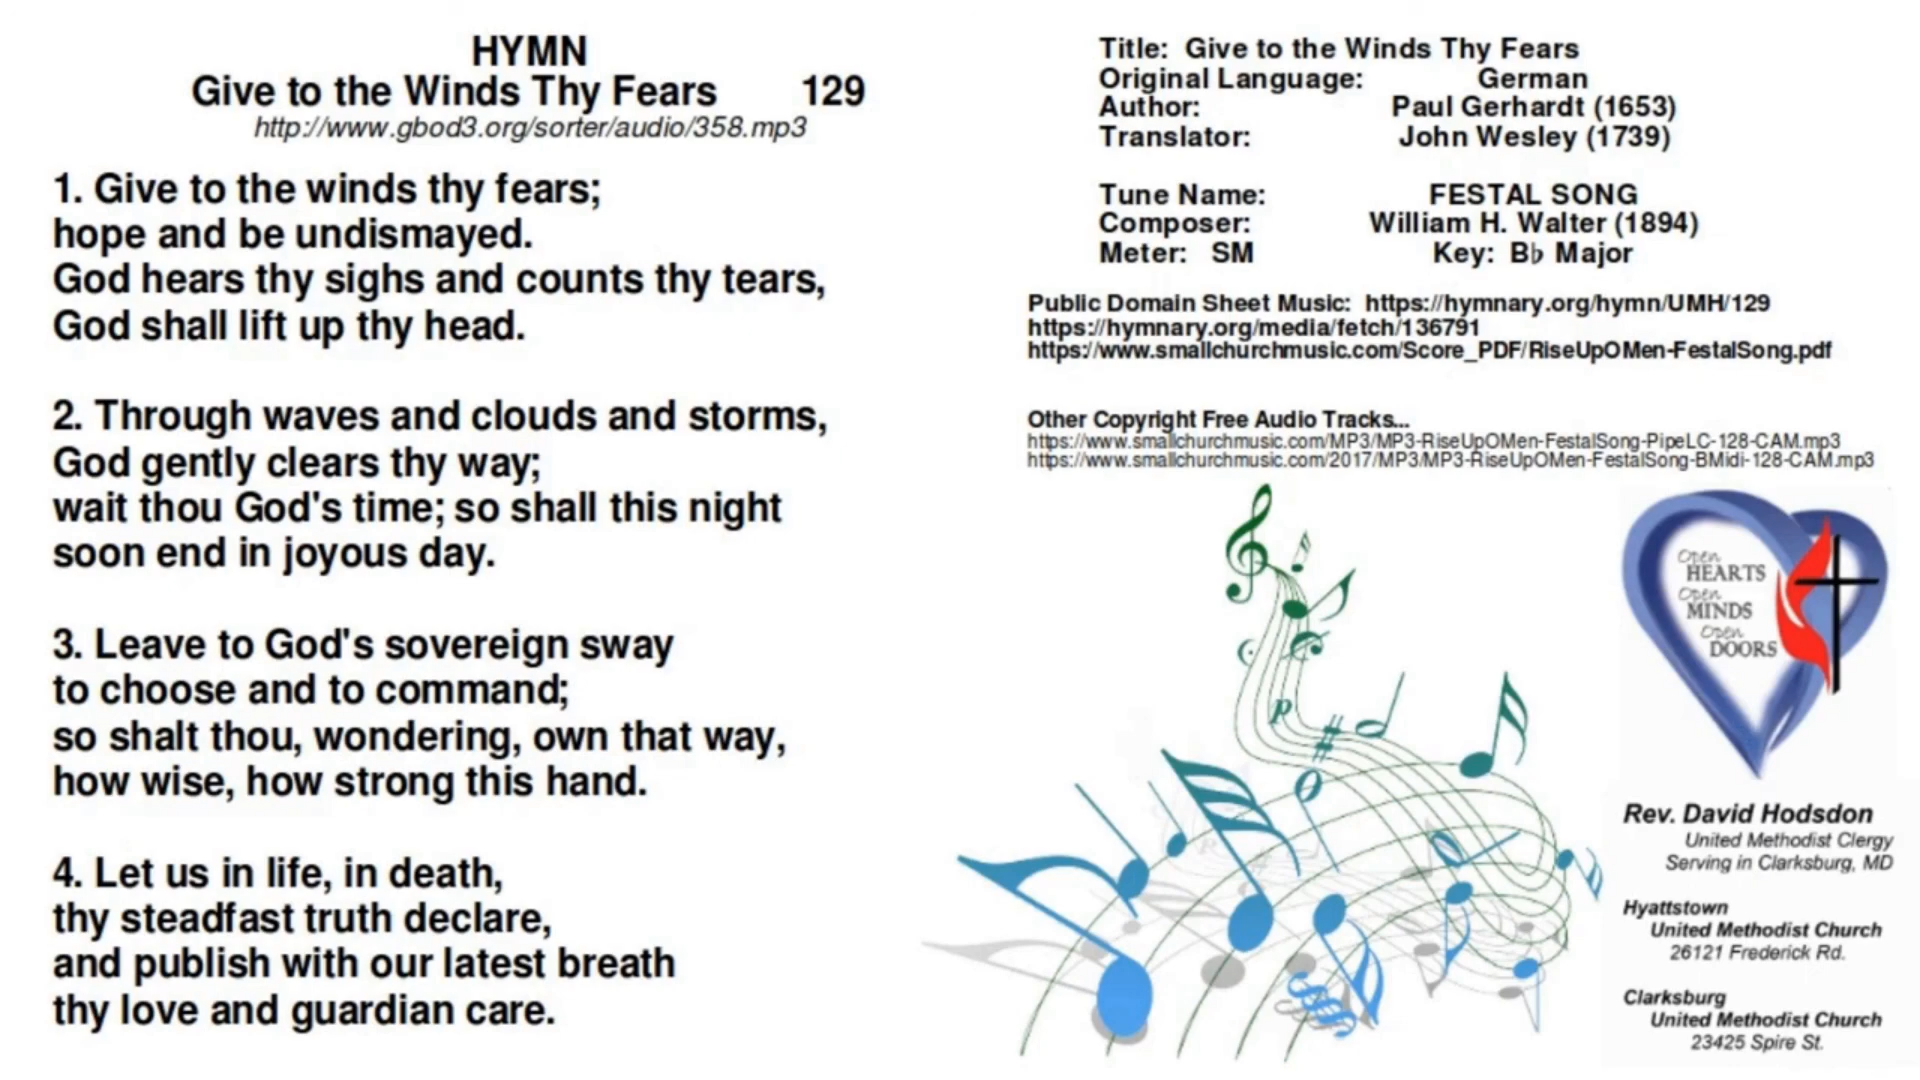 HYMN
Give to the Winds Thy Fears 129
http://www.gbod3.org/sorter/audio/358.mp3
1. Give to the winds thy fears;
hope and be undismayed.
God hears thy sighs and counts thy tears,
God shall lift up thy head.
2. Through waves and clouds and storms,
God gently clears thy way;
wait thou God's time; so shall this night
soon end in joyous day.
3. Leave to God's sovereign sway
to choose and to command;
so shalt thou, wondering, own that way,
how wise, how strong this hand.
4. Let us in life, in death,
thy steadfast truth declare,
and publish with our latest breath
thy love and guardian care.
Title: Give to the Winds Thy Fears
Original Language: German
Author: Paul Gerhardt (1653)
Translator: John Wesley (1739)
Tune Name: FESTAL SONG
Composer: William H. Walter (1894)
Meter: SM Key: B♭ Major
Public Domain Sheet Music: https://hymnary.org/hymn/UMH/129
https://hymnary.org/media/fetch/136791
https://www.smallchurchmusic.com/Score_PDF/RiseUpOMen-FestalSong.pdf
Other Copyright Free Audio Tracks...
https://www.smallchurchmusic.com/MP3/MP3-RiseUpOMen-FestalSong-PipeLC-128-CAM.mp3
https://www.smallchurchmusic.com/2017/MP3/MP3-RiseUpOMen-FestalSong-BMidi-128-CAM.mp3
Open
HEARTS
Open
MINDS
Open
DOORS
Rev. David Hodsdon
United Methodist Clergy
Serving in Clarksburg, MD
Hyattstown
United Methodist Church
26121 Frederick Rd.
Clarksburg
United Methodist Church
23425 Spire St.